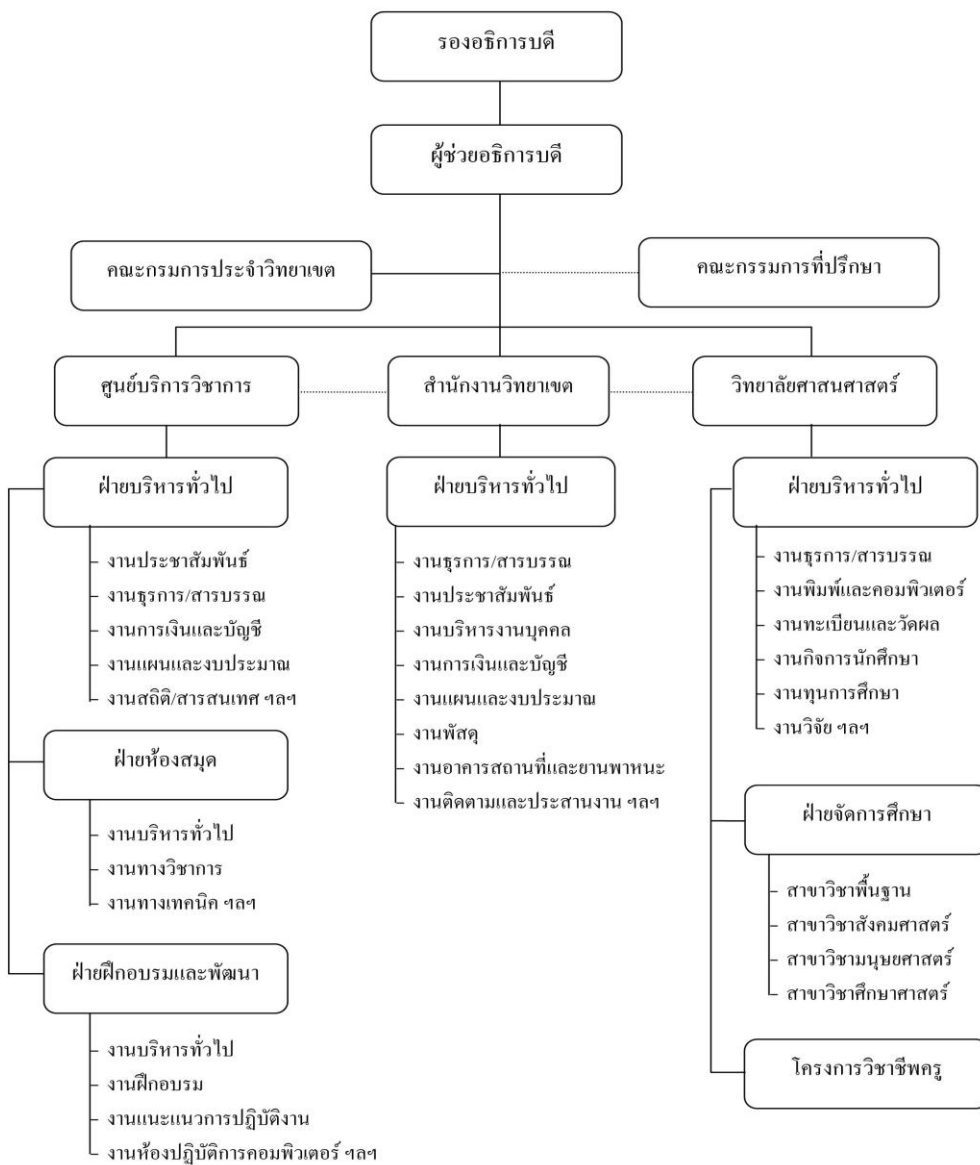 รองอธิการบดี
ผู้ช่วยอธิการบดี
คณะกรมการประจำวิทยาเขต
คณะกรรมการที่ปรึกษา
ศูนย์บริการวิชาการ
สำนักงานวิทยาเขต
วิทยาลัยศาสนศาสตร์
ฝ่ายบริหารทั่วไป
- งานประชาสัมพันธ์
- งานธุรการ/สารบรรณ
- งานการเงินและบัญชี
- งานแผนและงบประมาณ
- งานสถิติ/สารสนเทศ ฯลฯ
ฝ่ายห้องสมุด
- งานบริหารทั่วไป
- งานทางวิชาการ
- งานทางเทคนิค ฯลฯ
ฝ่ายฝึกอบรมและพัฒนา
- งานบริหารทั่วไป
- งานฝึกอบรม
- งานแนะแนวการปฏิบัติงาน
- งานห้องปฏิบัติการคอมพิวเตอร์ ฯลฯ
ฝ่ายบริหารทั่วไป
- งานธุรการ/สารบรรณ
- งานประชาสัมพันธ์
- งานบริหารงานบุคคล
- งานการเงินและบัญชี
- งานแผนและงบประมาณ
- งานพัสดุ
- งานอาคารสถานที่และยานพาหนะ
- งานติดตามและประสานงาน ฯลฯ
ฝ่ายบริหารทั่วไป
- งานธุรการ/สารบรรณ
- งานพิมพ์และคอมพิวเตอร์
- งานทะเบียนและวัดผล
- งานกิจการนักศึกษา
- งานทุนการศึกษา
- งานวิจัย ฯลฯ
ฝ่ายจัดการศึกษา
- สาขาวิชาพื้นฐาน
- สาขาวิชาสังคมศาสตร์
- สาขาวิชามนุษยศาสตร์
- สาขาวิชาศึกษาศาสตร์
โครงการวิชาชีพครู